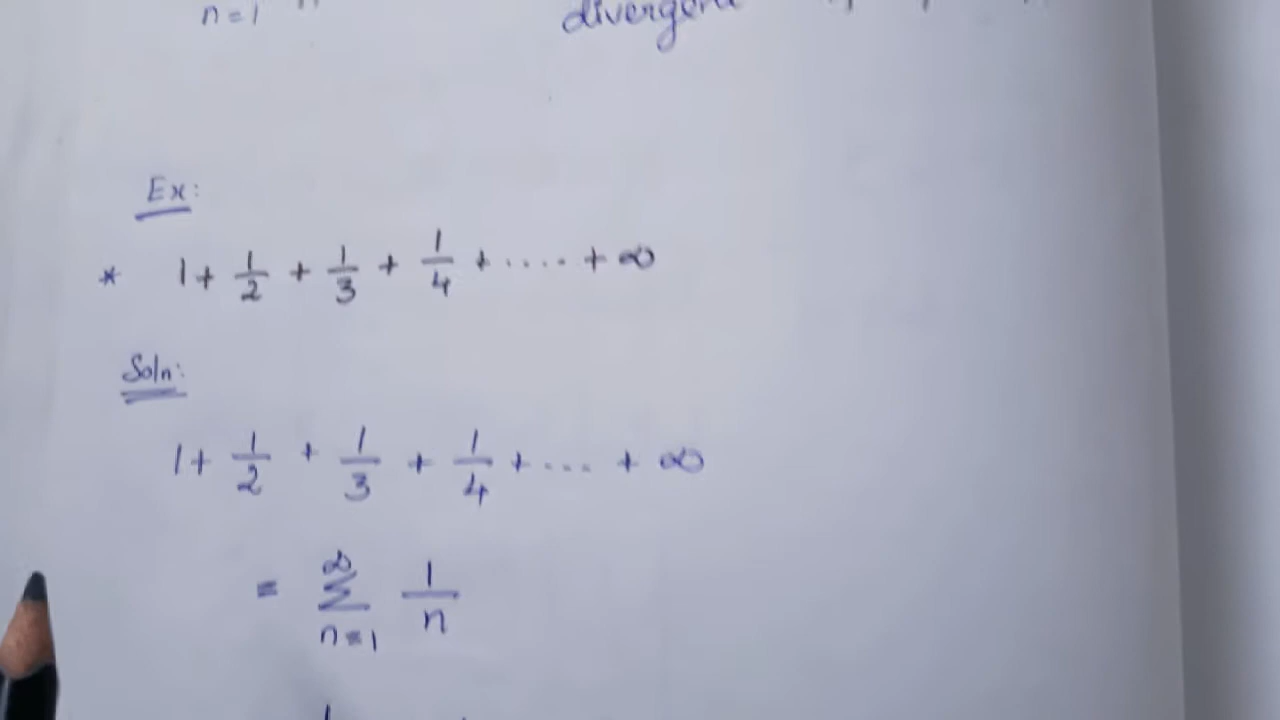 n=1 divergent
Ex:
* 1 + 1/2 + 1/3 + 1/4 + ..... + ∞
Soln:
1 + 1/2 + 1/3 + 1/4 + ... + ∞
= ∞ Σ n=1 1/n